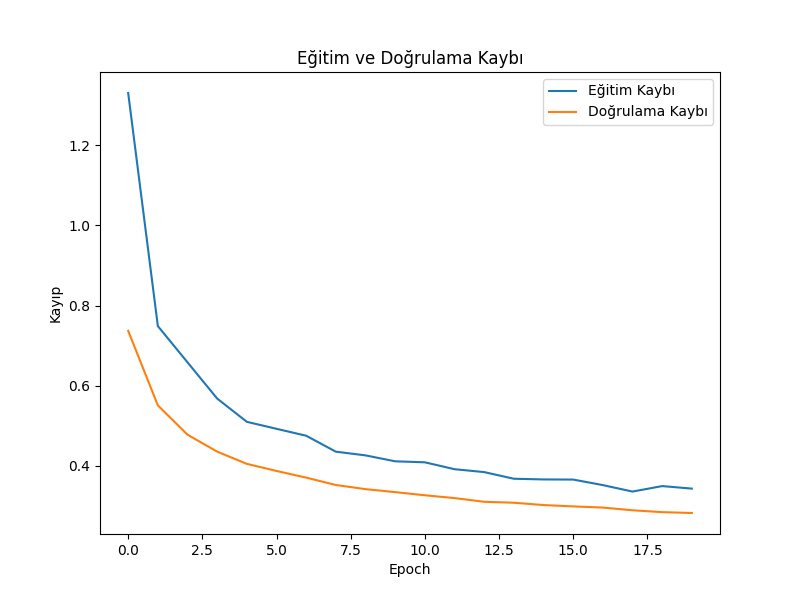 Eğitim ve Doğrulama Kaybı
Eğitim Kaybı
Doğrulama Kaybı
1.2
1.0
0.8
0.6
0.4
Kayıp
0.0 2.5 5.0 7.5 10.0 12.5 15.0 17.5
Epoch